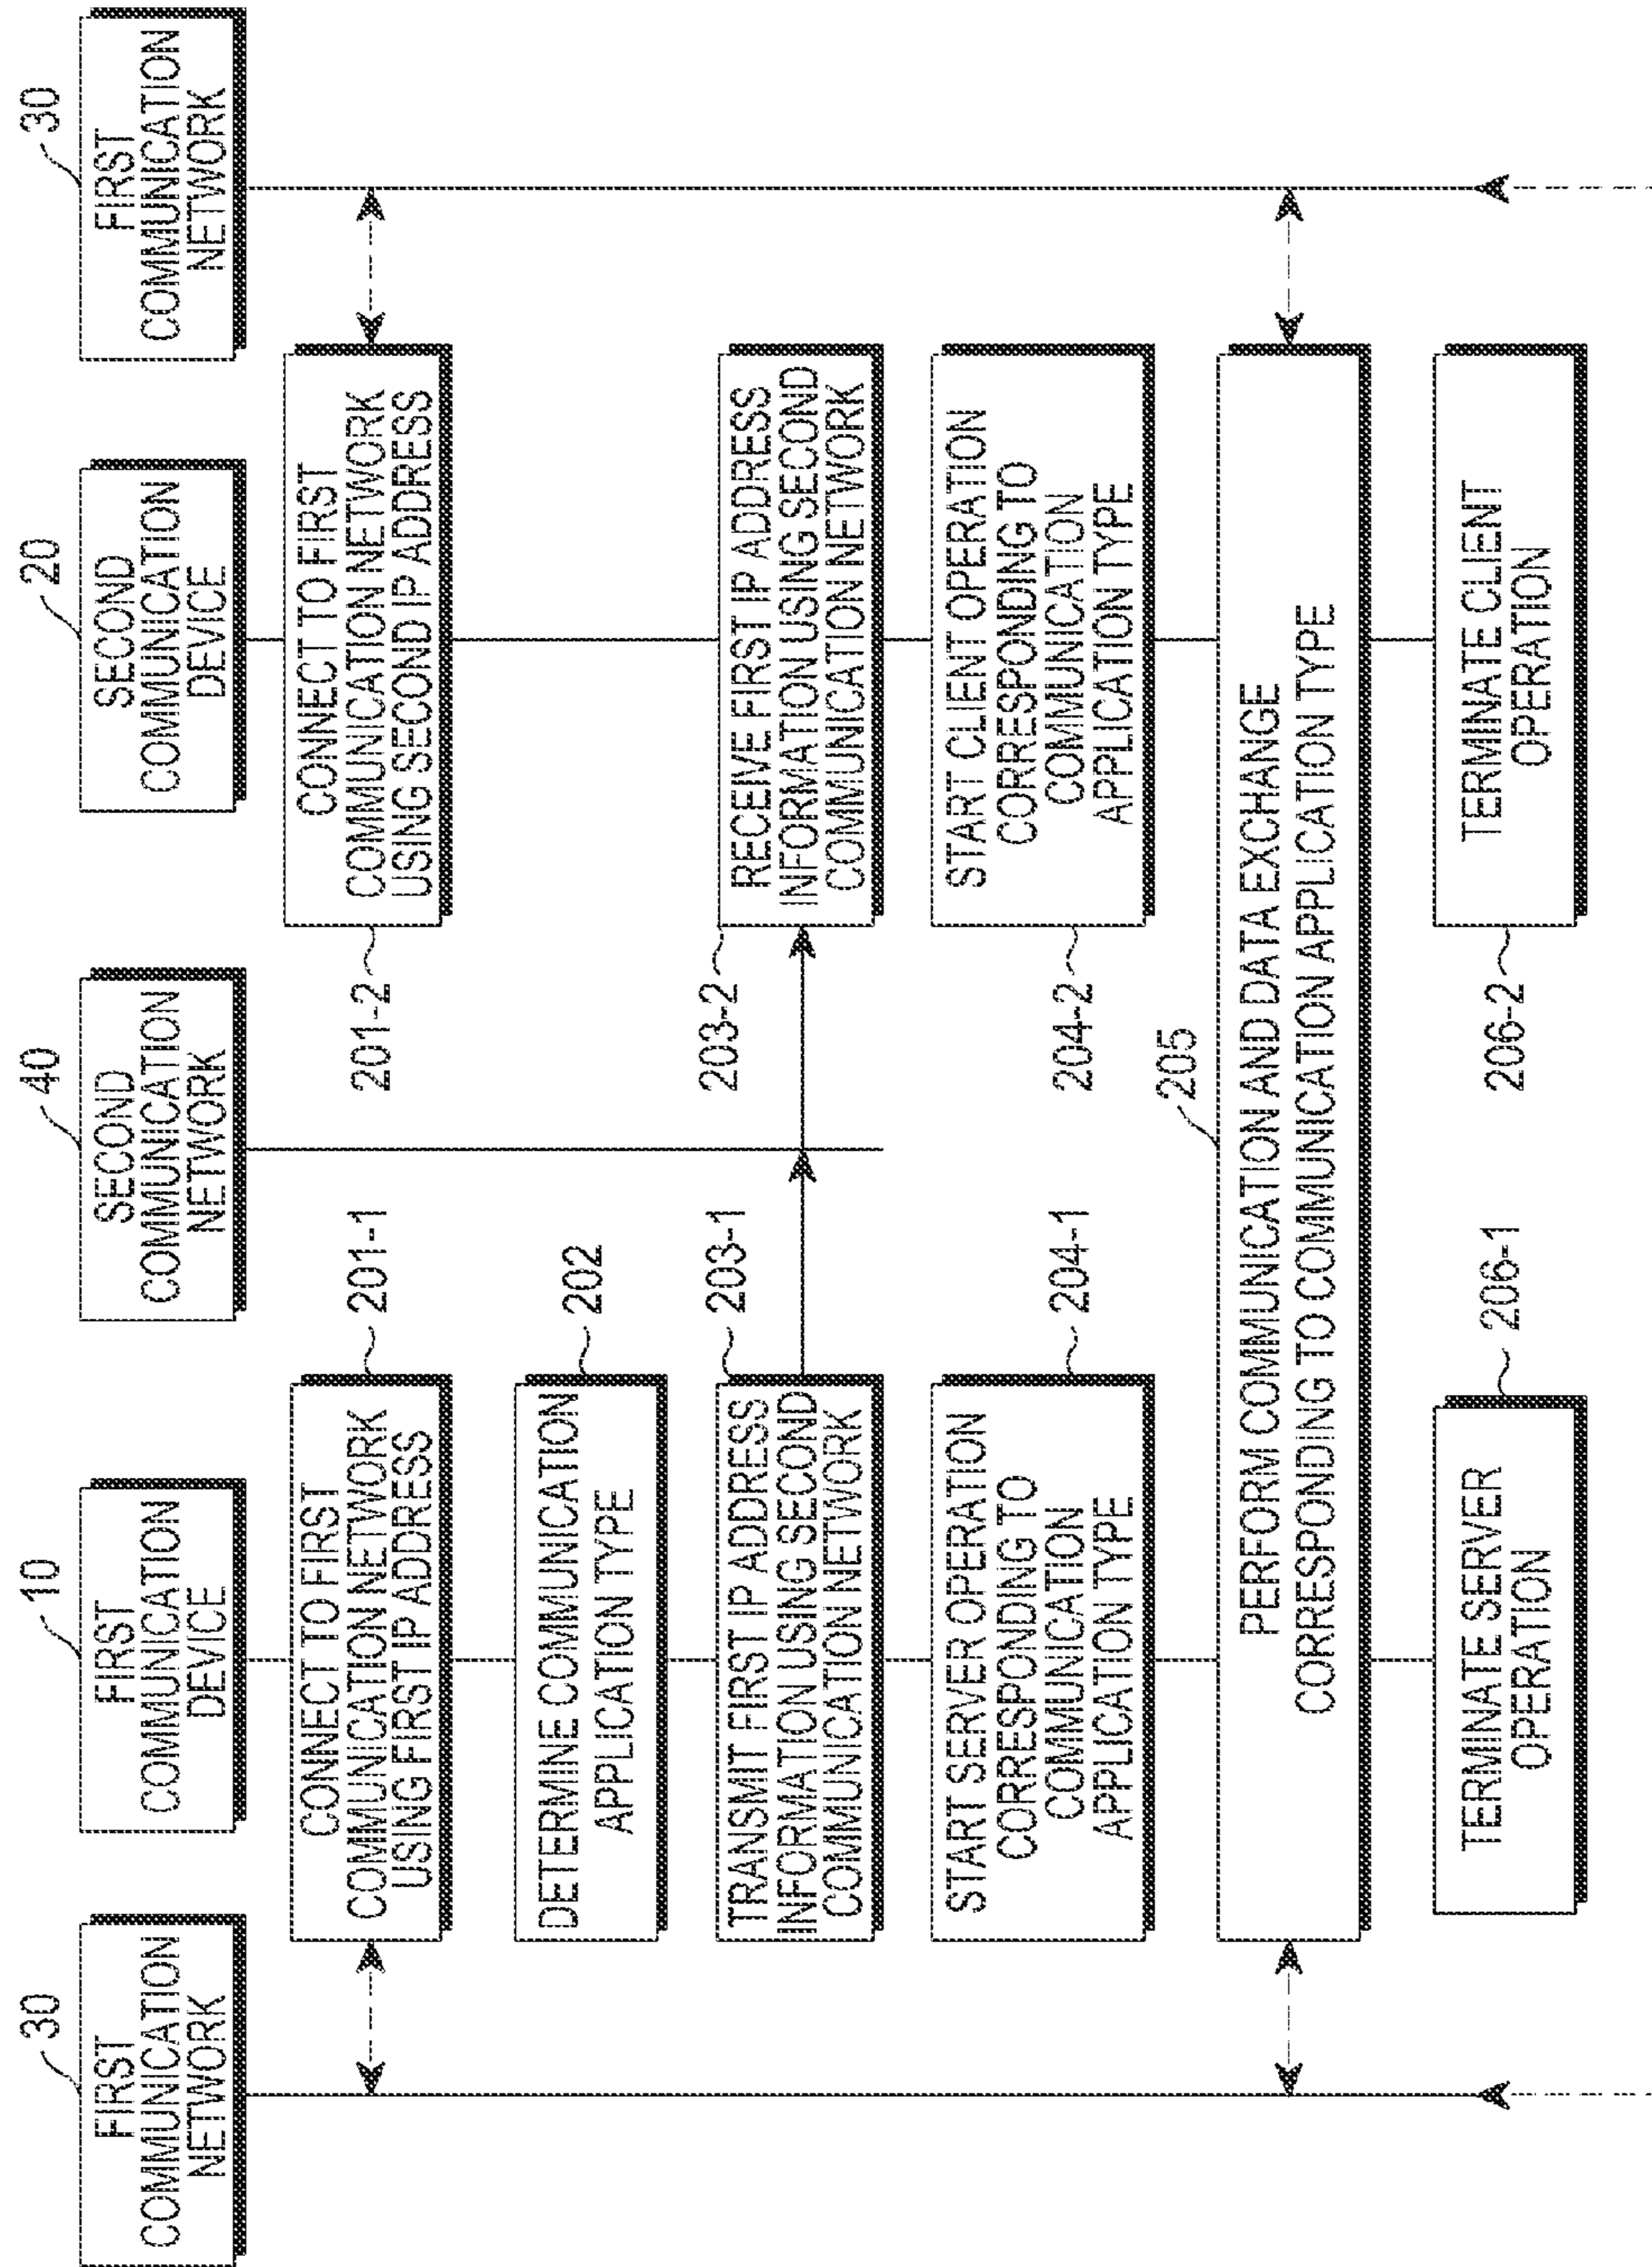 30
FIRST
COMMUNICATION
NETWORK
10
FIRST
COMMUNICATION
DEVICE
40
SECOND
COMMUNICATION
NETWORK
20
SECOND
COMMUNICATION
DEVICE
30
FIRST
COMMUNICATION
NETWORK
CONNECT TO FIRST
COMMUNICATION NETWORK
USING FIRST IP ADDRESS
201-1
201-2
CONNECT TO FIRST
COMMUNICATION NETWORK
USING SECOND IP ADDRESS
DETERMINE COMMUNICATION
APPLICATION TYPE
202
TRANSMIT FIRST IP ADDRESS
INFORMATION USING SECOND
COMMUNICATION NETWORK
203-1
203-2
RECEIVE FIRST IP ADDRESS
INFORMATION USING SECOND
COMMUNICATION NETWORK
START SERVER OPERATION
CORRESPONDING TO
COMMUNICATION
APPLICATION TYPE
204-1
204-2
START CLIENT OPERATION
CORRESPONDING TO
COMMUNICATION
APPLICATION TYPE
205
PERFORM COMMUNICATION AND DATA EXCHANGE
CORRESPONDING TO COMMUNICATION APPLICATION TYPE
TERMINATE SERVER
OPERATION
206-1
206-2
TERMINATE CLIENT
OPERATION